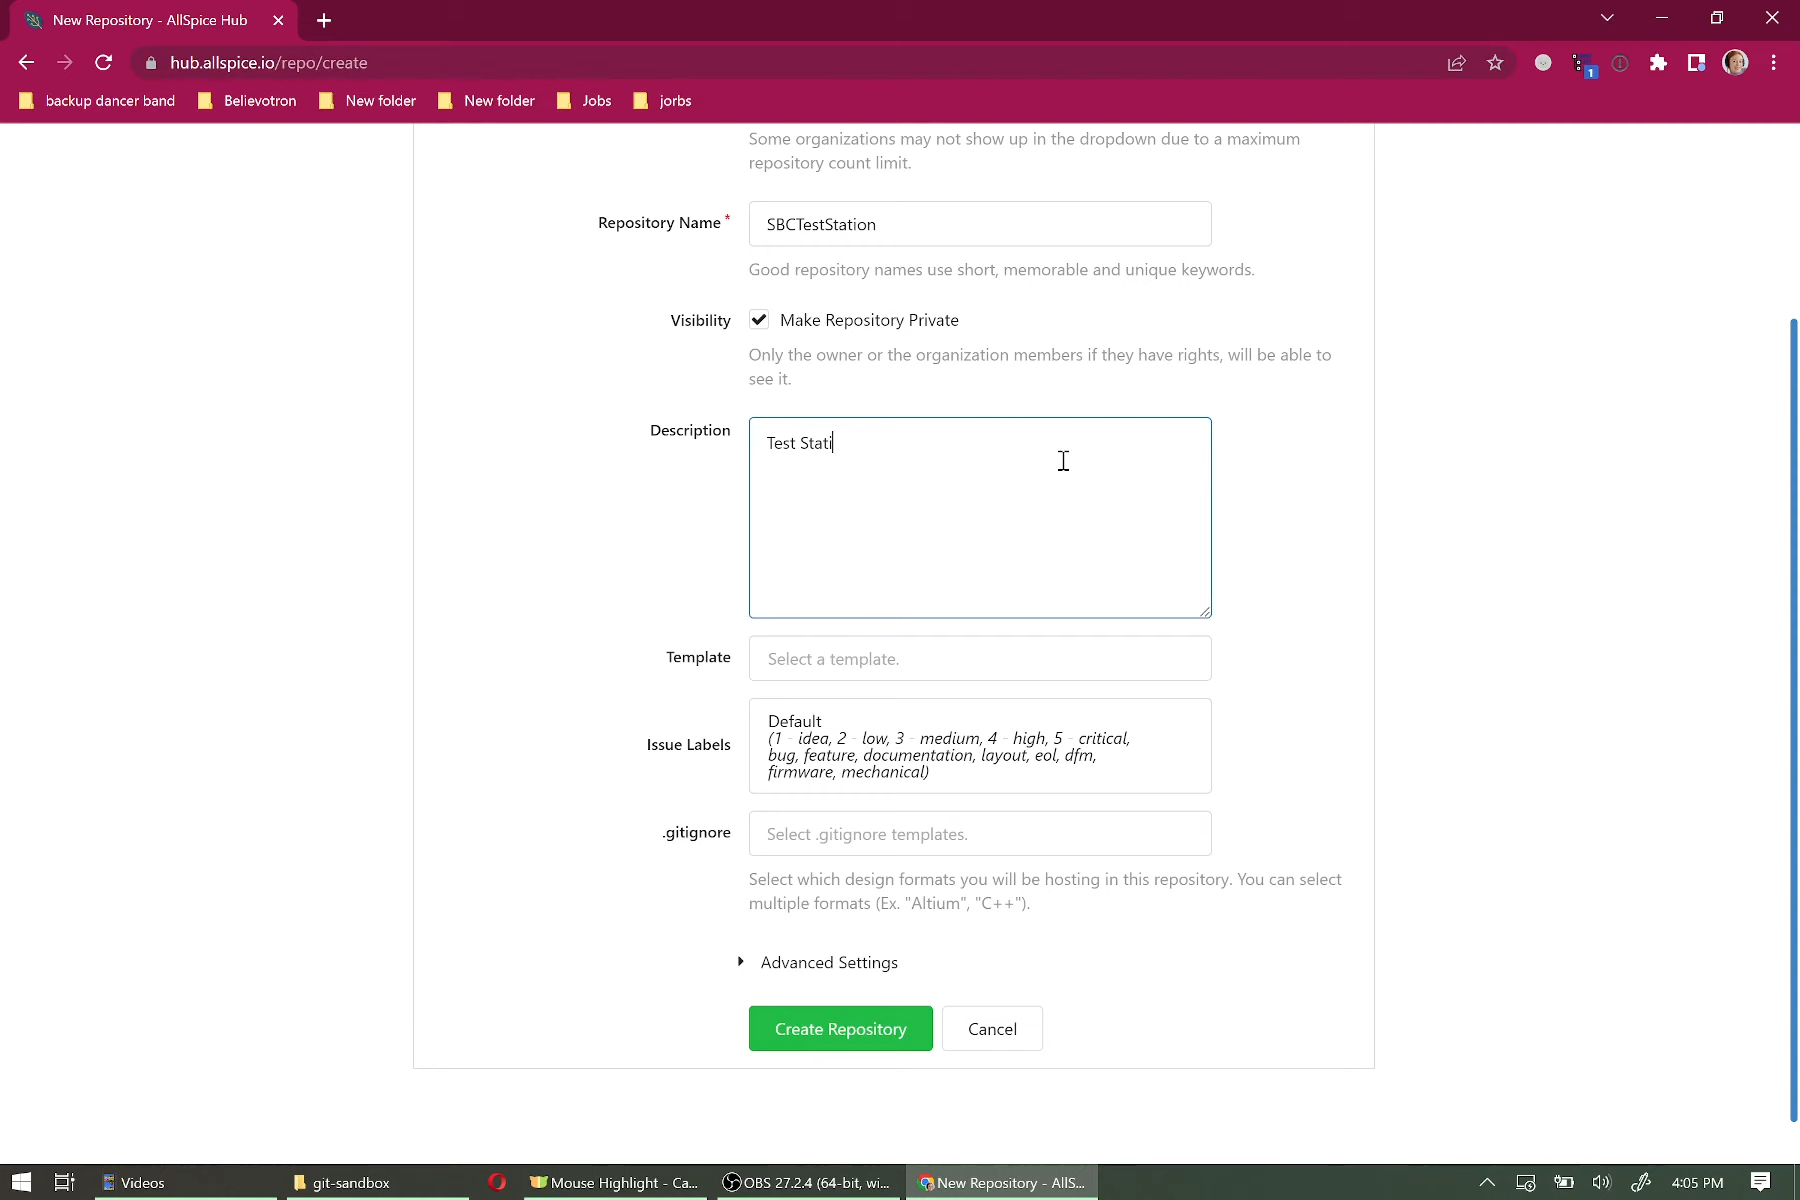 New Repository - AllSpice Hub
hub.allspice.io/repo/create
1
backup dancer band
Believotron
New folder
New folder
Jobs
jorbs
Some organizations may not show up in the dropdown due to a maximum
repository count limit.
Repository Name *
SBCTestStation
Good repository names use short, memorable and unique keywords.
Visibility
Make Repository Private
Only the owner or the organization members if they have rights, will be able to
see it.
Description
Test Stati
Template
Select a template.
Issue Labels
Default
(1 - idea, 2 - low, 3 - medium, 4 - high, 5 - critical,
bug, feature, documentation, layout, eol, dfm,
firmware, mechanical)
.gitignore
Select .gitignore templates.
Select which design formats you will be hosting in this repository. You can select
multiple formats (Ex. "Altium", "C++").
Advanced Settings
Create Repository
Cancel
Videos
git-sandbox
Mouse Highlight - Ca...
OBS 27.2.4 (64-bit, wi...
New Repository - AllS...
4:05 PM